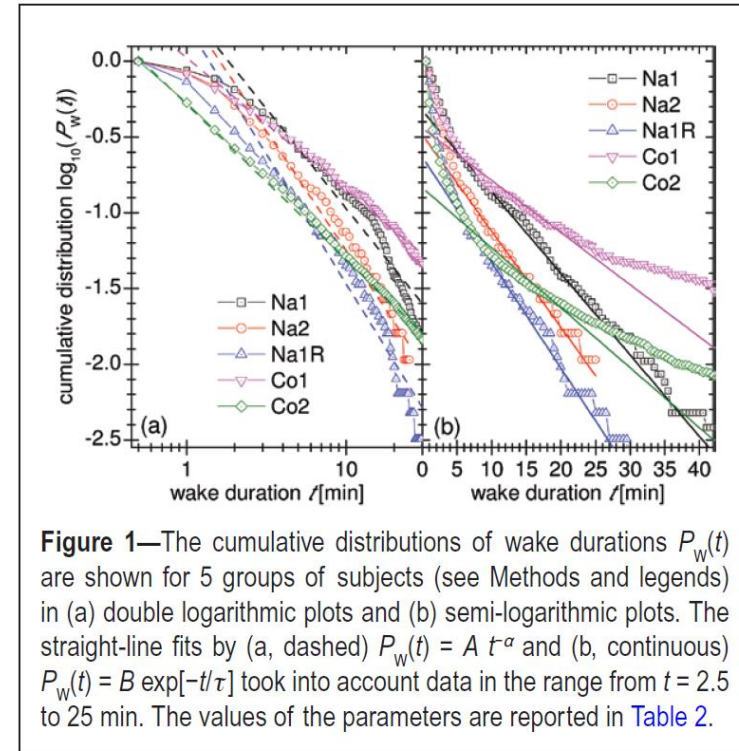 0.0
-0.5
-1.0
-1.5
-2.0
-2.5
cumulative distribution log₁₀(P_W(t))
Na1
Na2
Na1R
Co1
Co2
(a)
1
10
wake duration t[min]
Na1
Na2
Na1R
Co1
Co2
(b)
0 5 10 15 20 25 30 35 40
wake duration t[min]
Figure 1—The cumulative distributions of wake durations P_W(t)
are shown for 5 groups of subjects (see Methods and legends)
in (a) double logarithmic plots and (b) semi-logarithmic plots. The
straight-line fits by (a, dashed) P_W(t) = A t^-α and (b, continuous)
P_W(t) = B exp[−t/τ] took into account data in the range from t = 2.5
to 25 min. The values of the parameters are reported in Table 2.